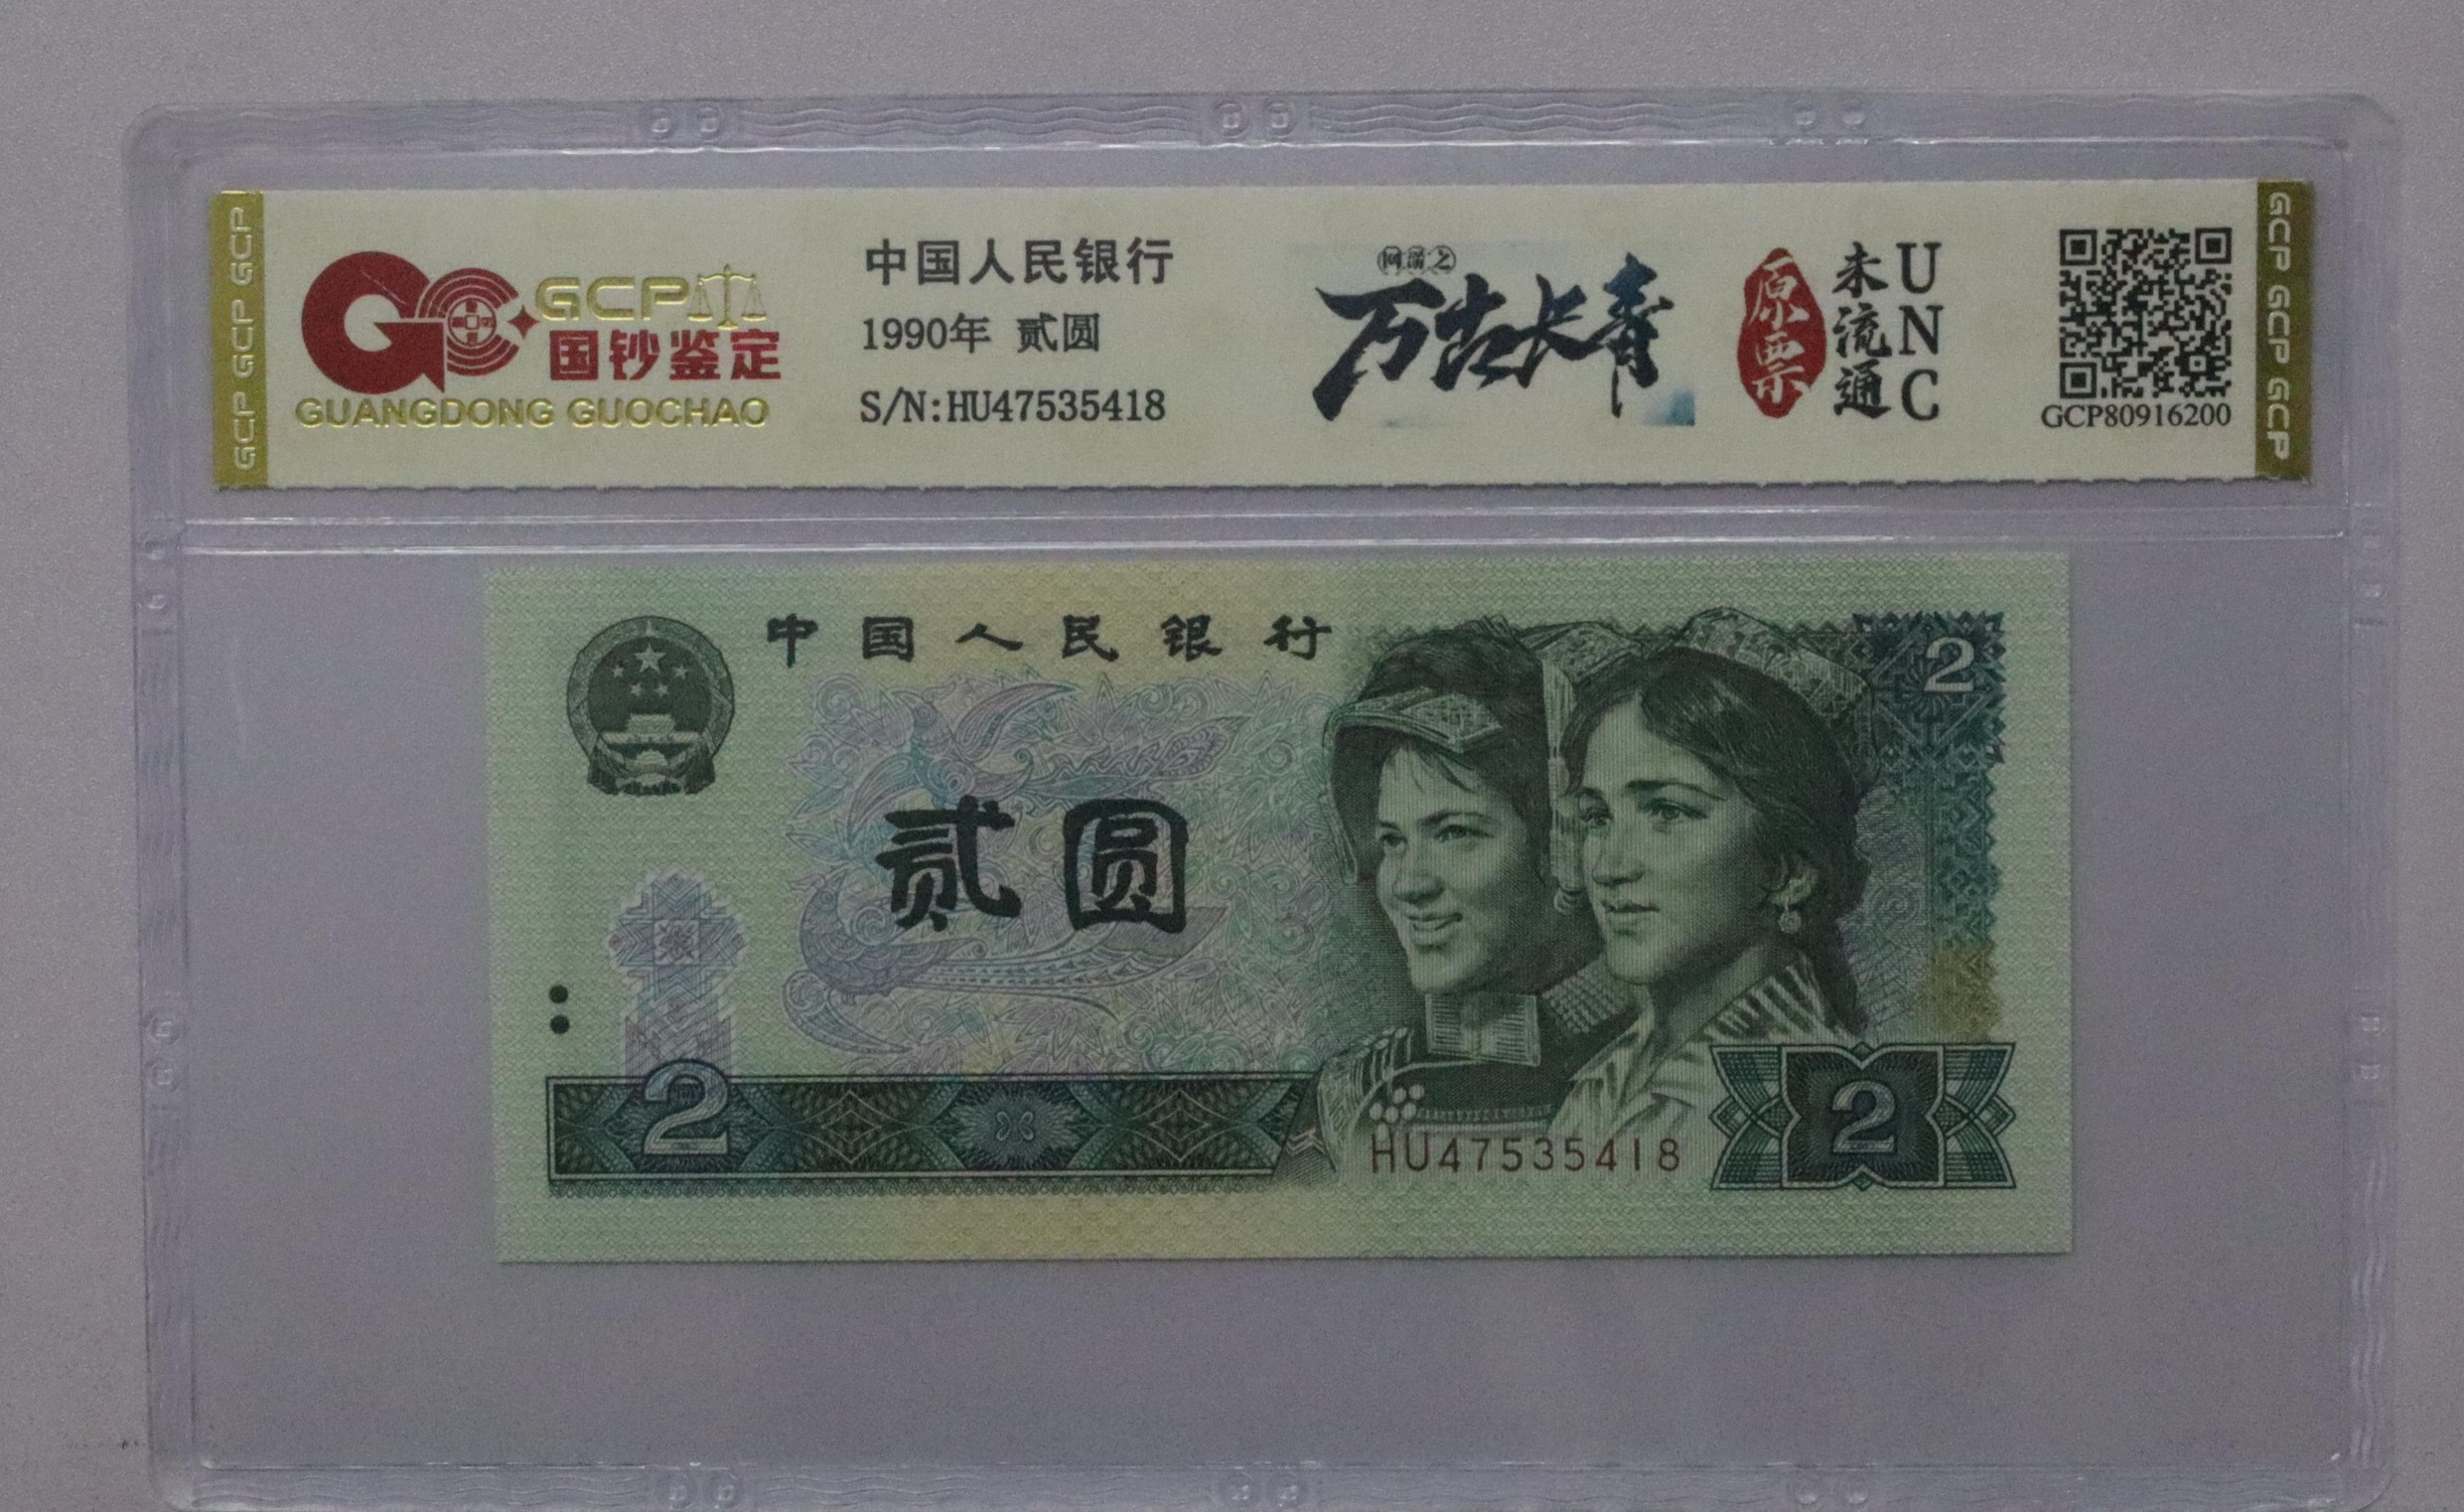 GCP GCP GCP
GCP
国钞鉴定
GUANGDONG GUOCHAO
中国人民银行
1990年 贰圆
S/N:HU47535418
万古长青
原票
未流通
UNC
GCP80916200
GCP GCP GCP
中国人民银行
2
贰圆
2
HU47535418
2